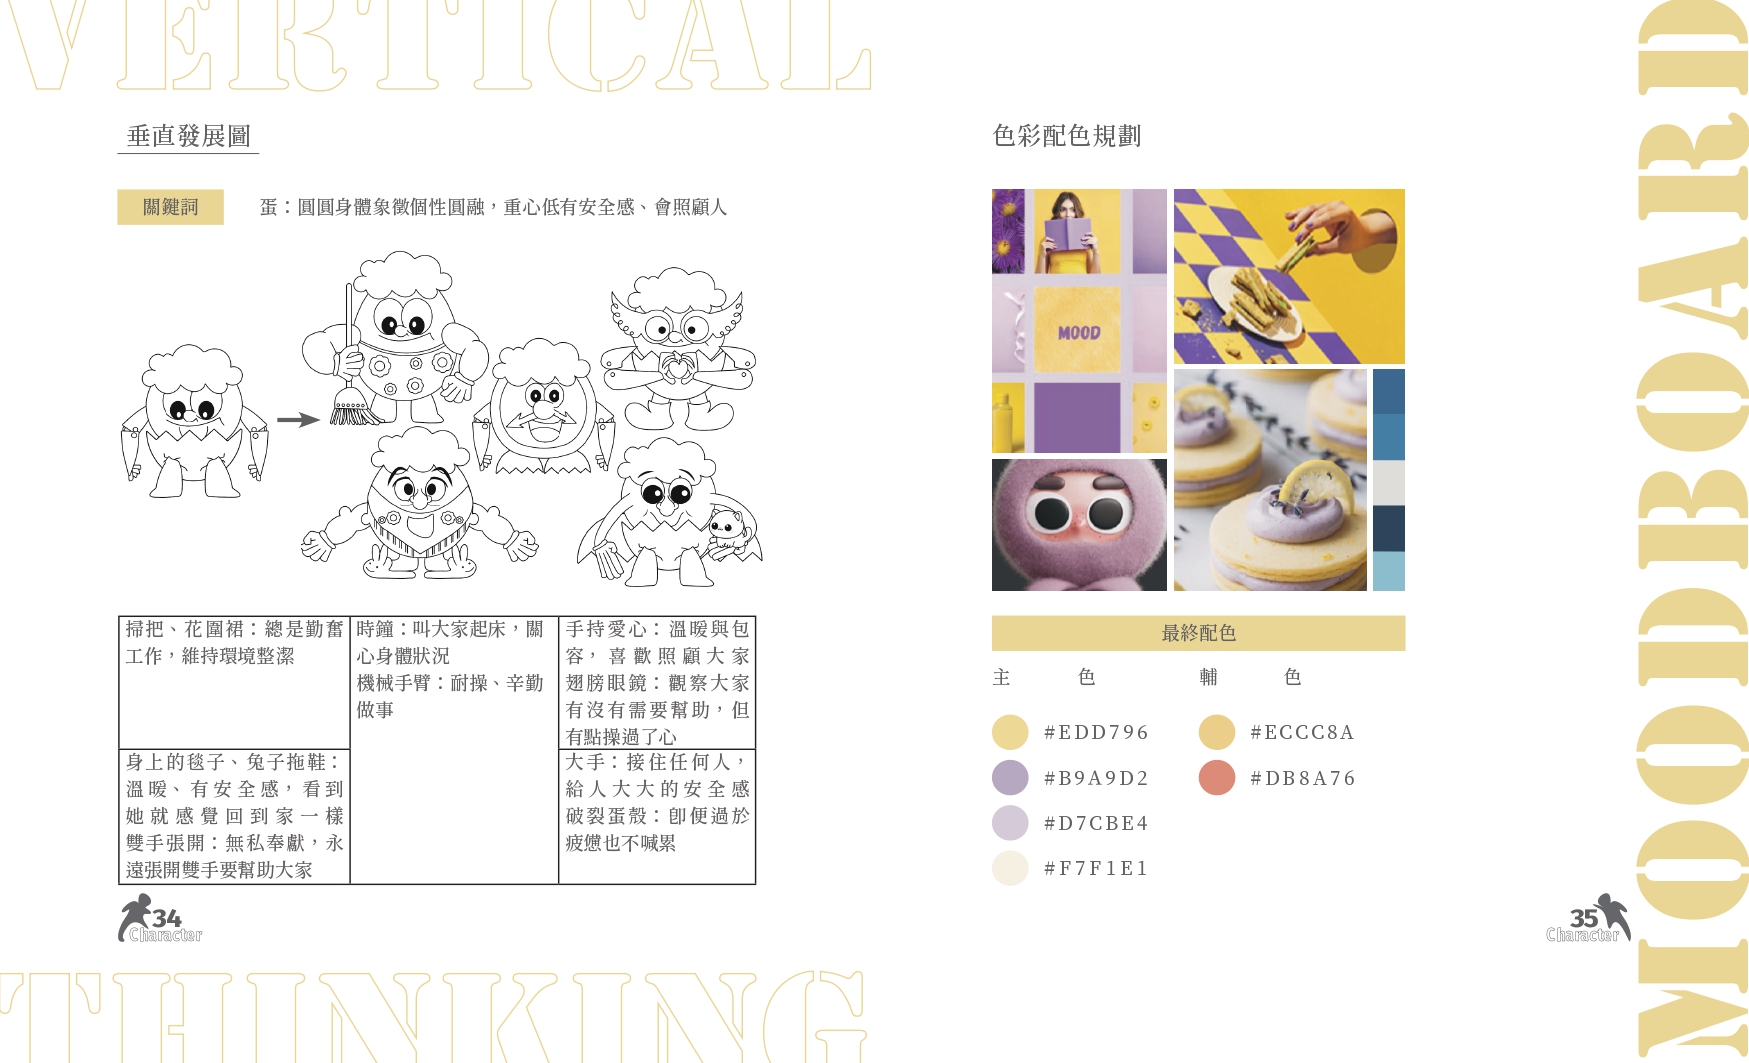 VERTICAL
垂直發展圖
關鍵詞
蛋：圓圓身體象徵個性圓融，重心低有安全感、會照顧人
掃把、花圍裙：總是勤奮
工作，維持環境整潔
時鐘：叫大家起床，關
心身體狀況
機械手臂：耐操、辛勤
做事
手持愛心：溫暖與包
容，喜歡照顧大家
翅膀眼鏡：觀察大家
有沒有需要幫助，但
有點操過了心
身上的毯子、兔子拖鞋：
溫暖、有安全感，看到
她就感覺回到家一樣
雙手張開：無私奉獻，永
遠張開雙手要幫助大家
大手：接住任何人，
給人大大的安全感
破裂蛋殼：即便過於
疲憊也不喊累
34
Character
THINKING
色彩配色規劃
MOOD
最終配色
主 色
輔 色
#EDD796
#ECCC8A
#B9A9D2
#DB8A76
#D7CBE4
#F7F1E1
35
Character
MOODBOARD